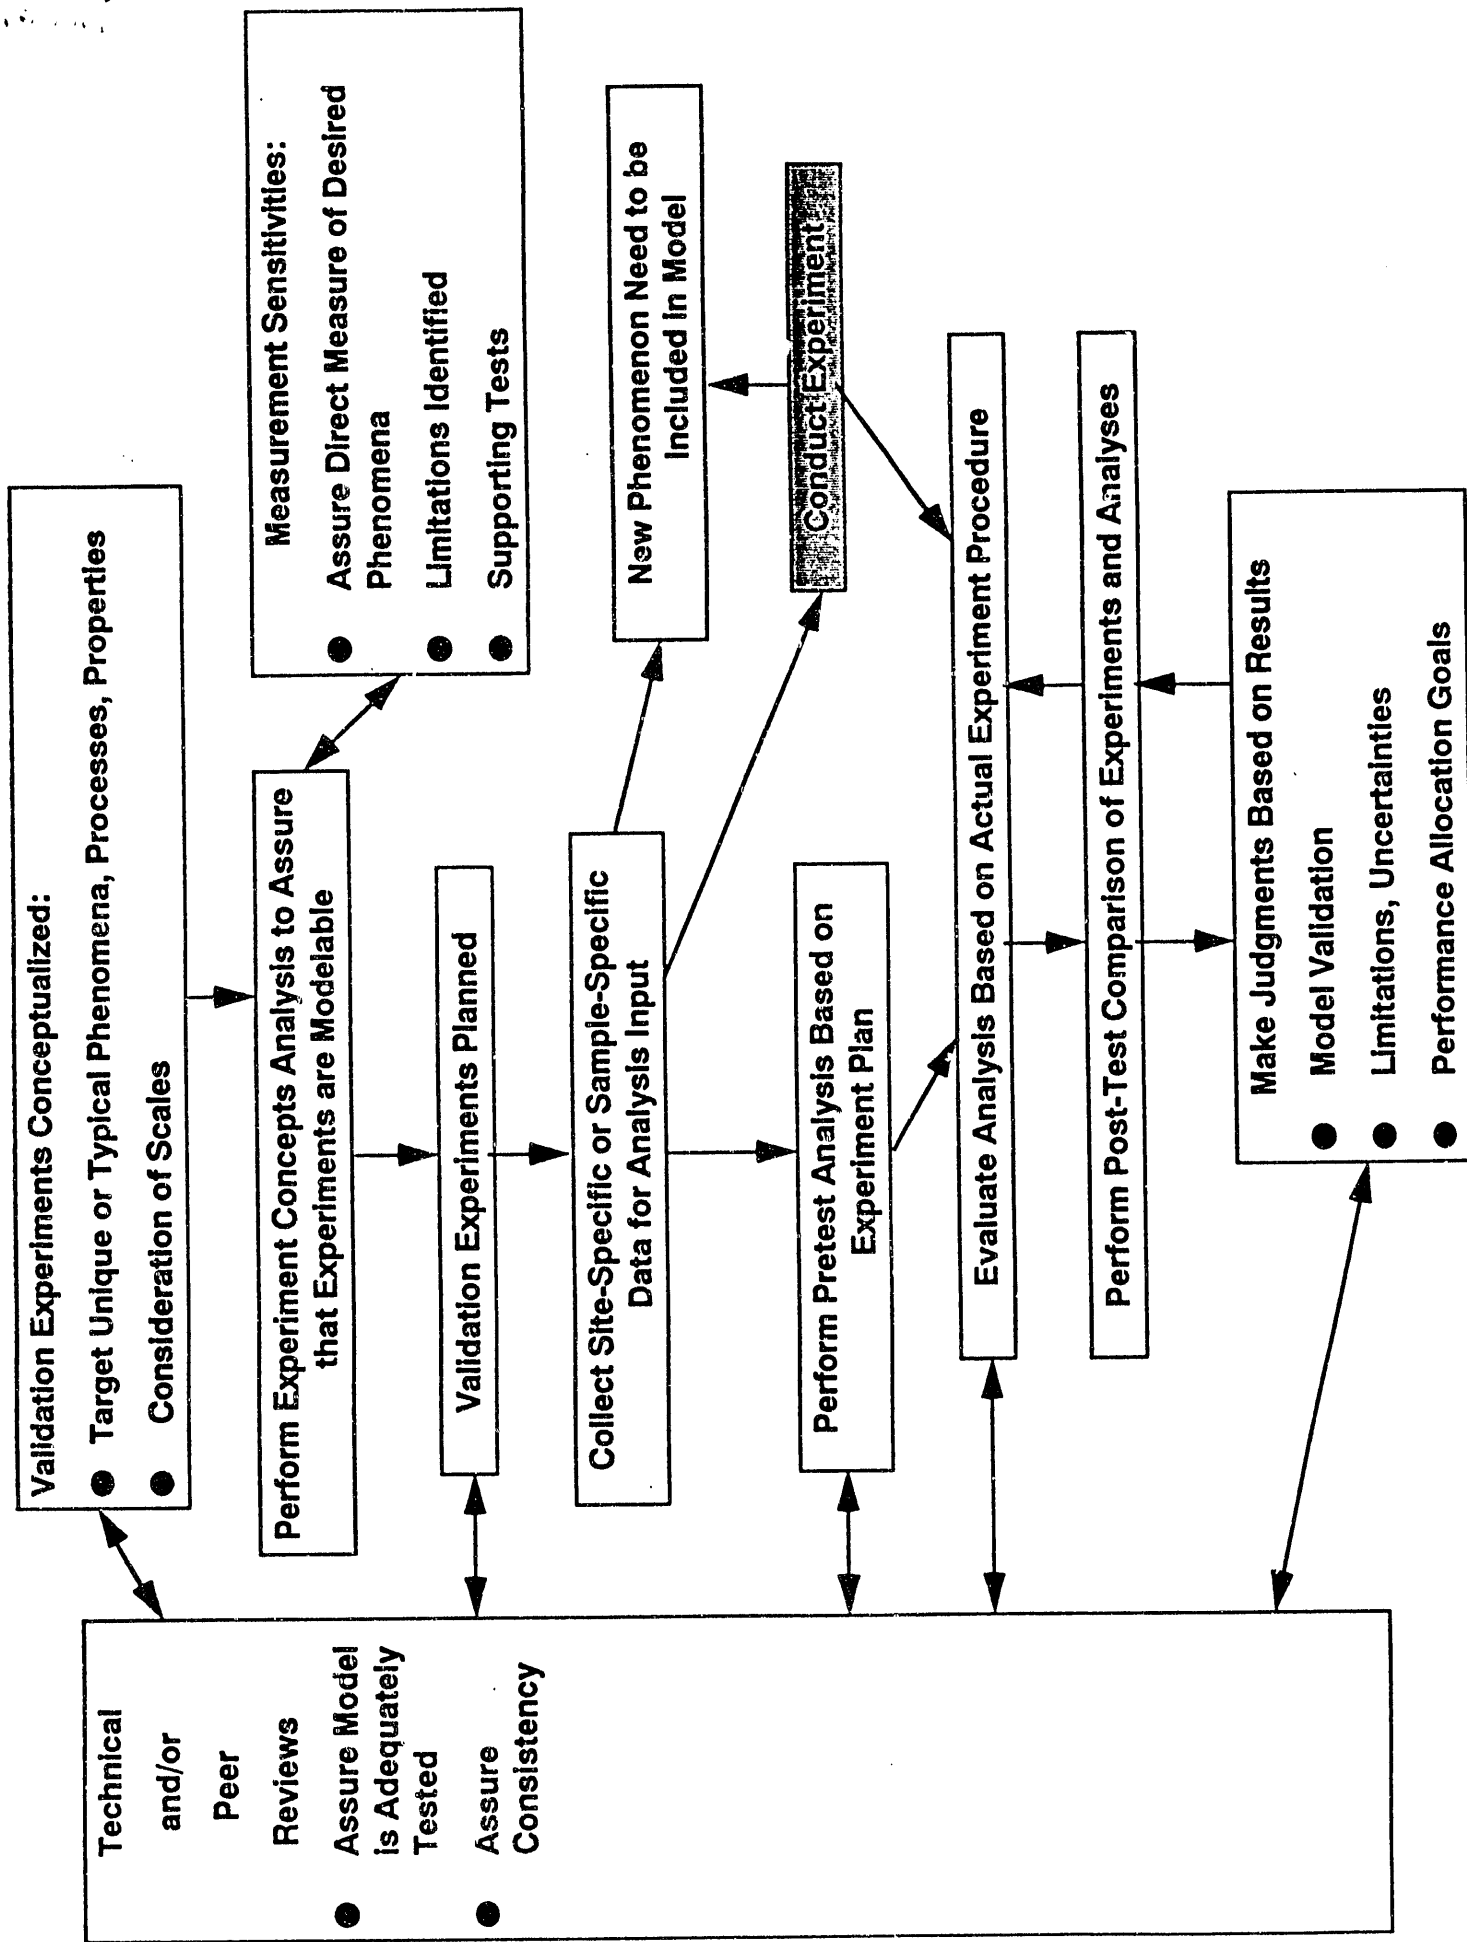 Technical
and/or
Peer
Reviews
● Assure Model
is Adequately
Tested
● Assure
Consistency
Validation Experiments Conceptualized:
● Target Unique or Typical Phenomena, Processes, Properties
● Consideration of Scales
Perform Experiment Concepts Analysis to Assure
that Experiments are Modelable
Measurement Sensitivities:
● Assure Direct Measure of Desired
Phenomena
● Limitations Identified
● Supporting Tests
Validation Experiments Planned
Collect Site-Specific or Sample-Specific
Data for Analysis Input
New Phenomenon Need to be
Included in Model
Conduct Experiment
Perform Pretest Analysis Based on
Experiment Plan
Evaluate Analysis Based on Actual Experiment Procedure
Perform Post-Test Comparison of Experiments and Analyses
Make Judgments Based on Results
● Model Validation
● Limitations, Uncertainties
● Performance Allocation Goals